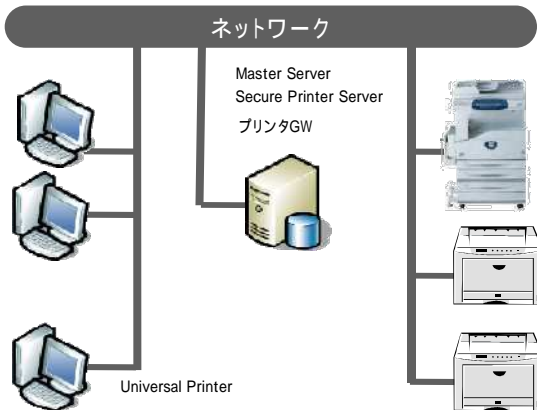 ネットワーク
Master Server
Secure Printer Server
プリンタGW
Universal Printer